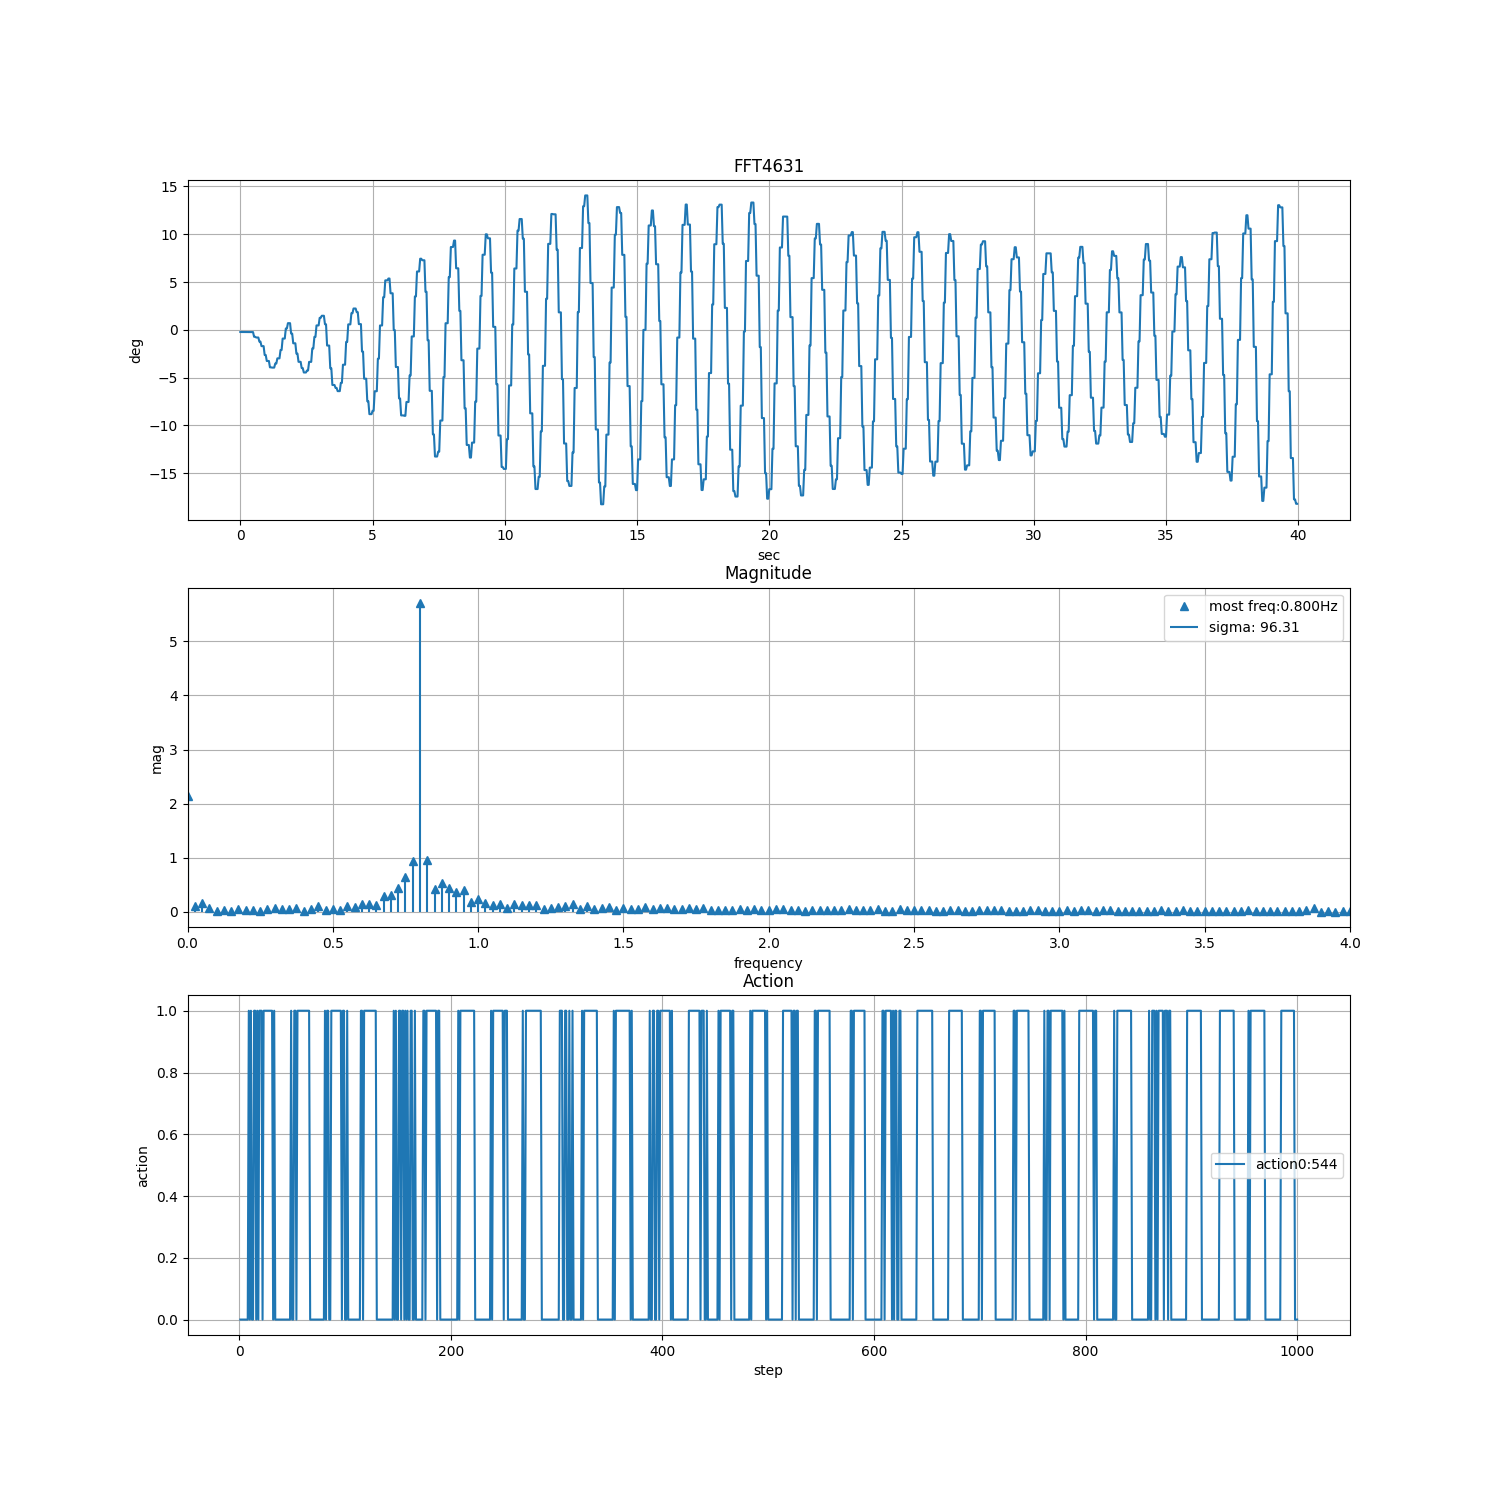 FFT4631
15
10
5
0
−5
−10
−15
deg
0 5 10 15 20 25 30 35 40
sec
Magnitude
most freq:0.800Hz
sigma: 96.31
5
4
3
2
1
0
mag
0.0 0.5 1.0 1.5 2.0 2.5 3.0 3.5 4.0
frequency
Action
1.0
0.8
0.6
0.4
0.2
0.0
action
action0:544
0 200 400 600 800 1000
step